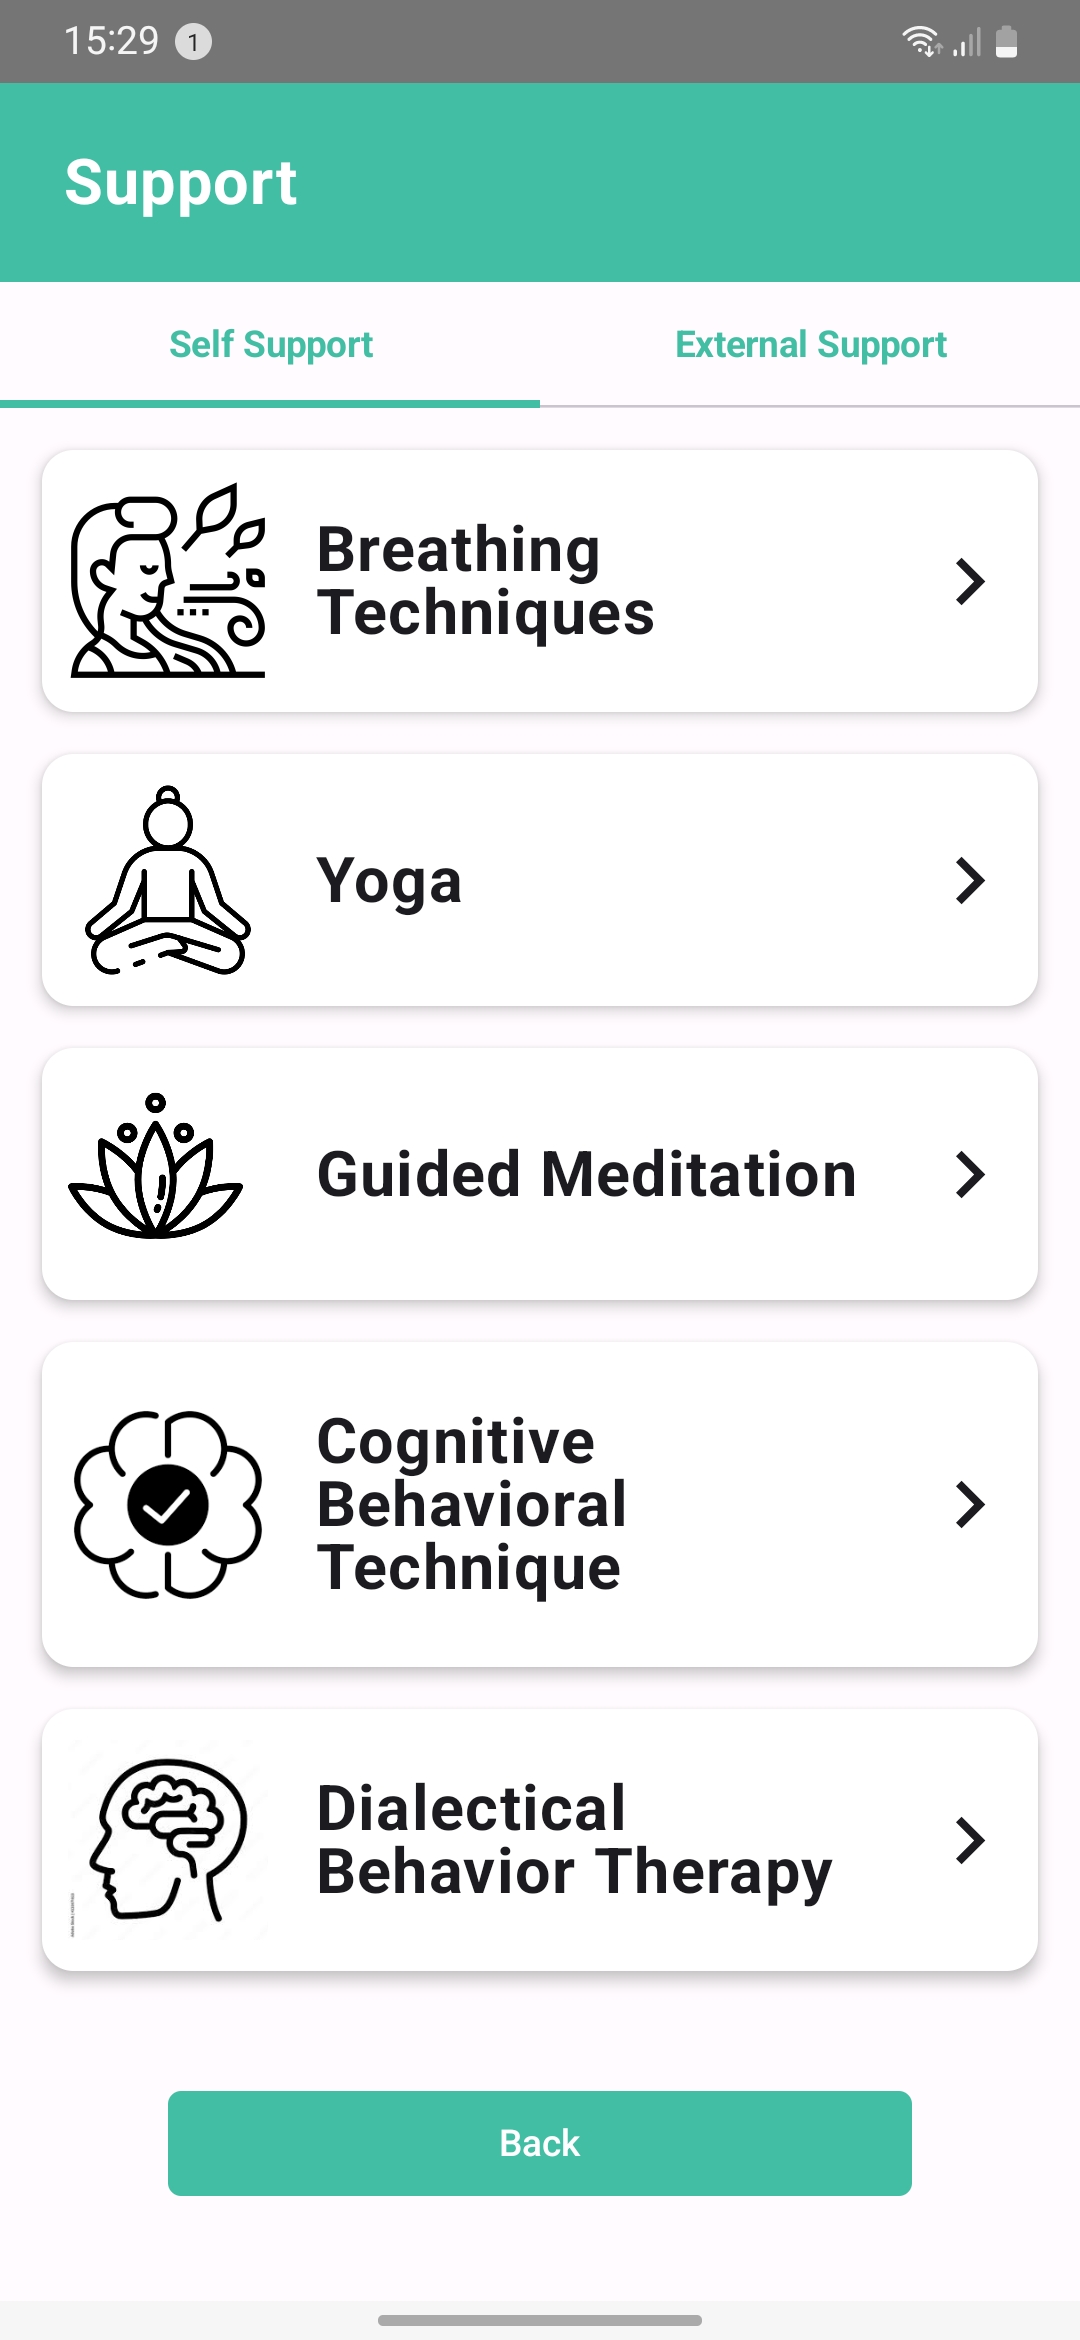 15:29 1
Support
Self Support
External Support
Breathing
Techniques
Yoga
Guided Meditation
Cognitive
Behavioral
Technique
Dialectical
Behavior Therapy
Back